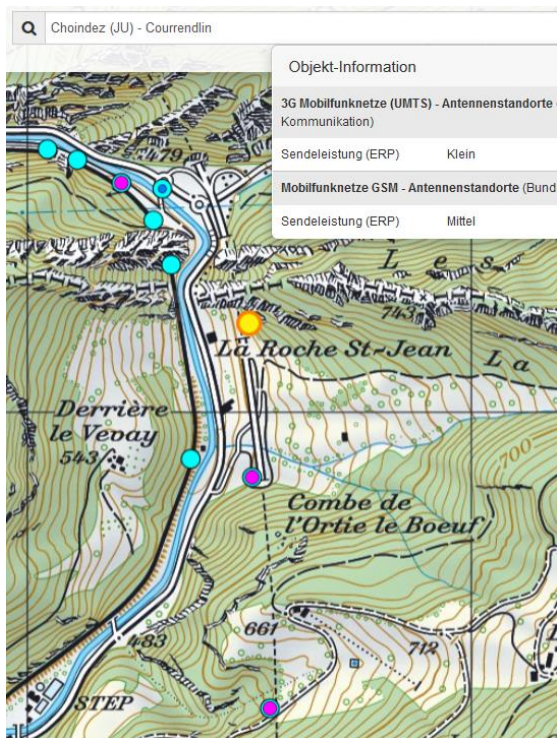 Choindez (JU) - Courrendlin
Objekt-Information
3G Mobilfunknetze (UMTS) - Antennenstandorte
Kommunikation)
Sendeleistung (ERP) Klein
Mobilfunknetze GSM - Antennenstandorte (Bund
Sendeleistung (ERP) Mittel
479
Les
743
La Roche St-Jean
La
Derrière
le Vevay
543
700
Combe de
l'Ortie le Boeuf
483
661
712
STEP